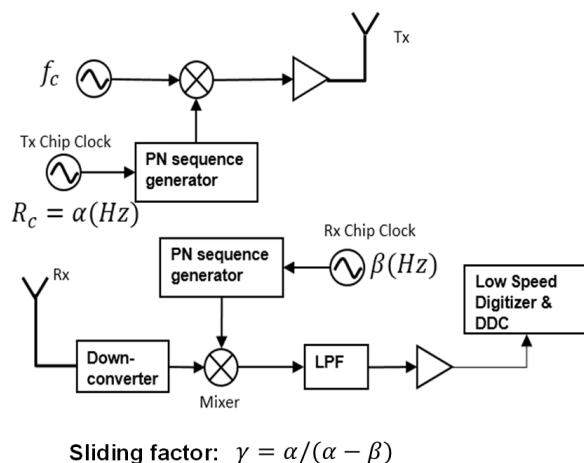 Tx
f_c
Tx Chip Clock
PN sequence
generator
R_c = α(Hz)
Rx Chip Clock
PN sequence
generator
β(Hz)
Rx
Low Speed
Digitizer &
DDC
Down-
converter
LPF
Mixer
Sliding factor: γ = α/(α − β)